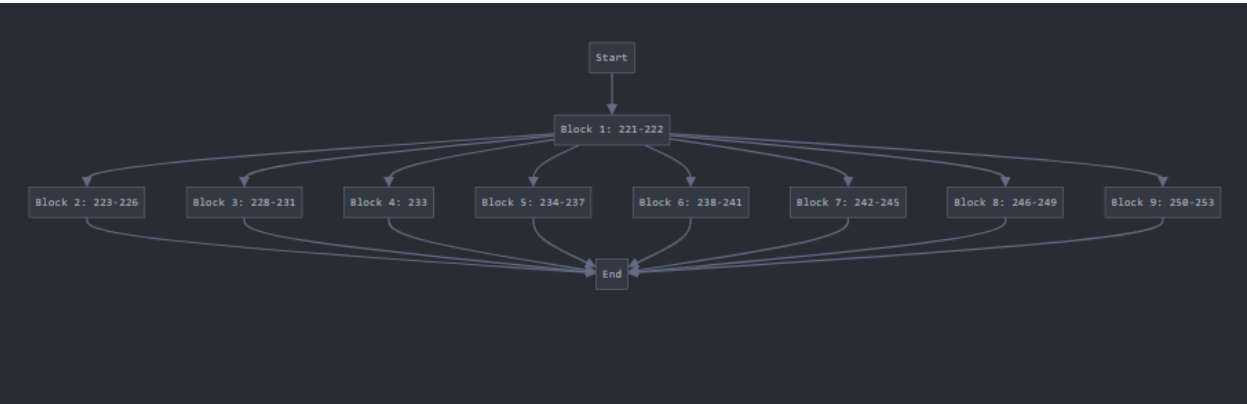 Start
Block 1: 221-222
Block 2: 223-226
Block 3: 228-231
Block 4: 233
Block 5: 234-237
Block 6: 238-241
Block 7: 242-245
Block 8: 246-249
Block 9: 250-253
End